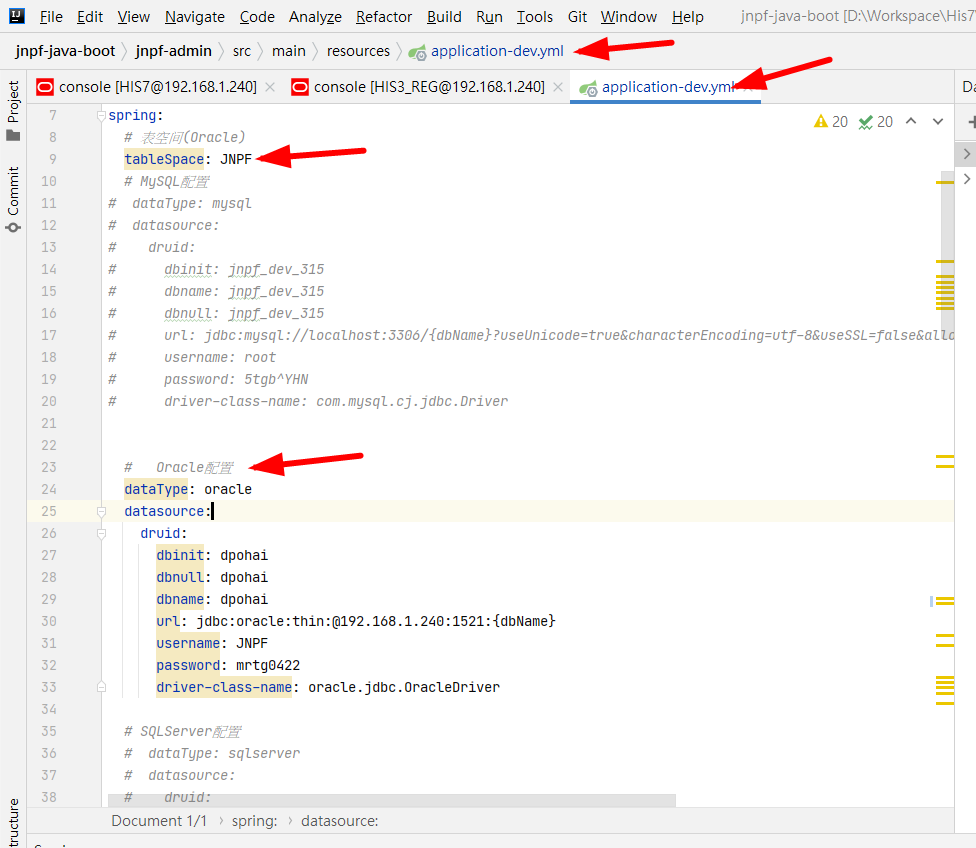 File Edit View Navigate Code Analyze Refactor Build Run Tools Git Window Help jnpf-java-boot [D:\Workspace\His7
jnpf-java-boot jnpf-admin src main resources application-dev.yml
console [HIS7@192.168.1.240] console [HIS3_REG@192.168.1.240] application-dev.yml
Project
Commit
20 20
7 spring:
8 # 表空间(Oracle)
9 tableSpace: JNPF
10 # MySQL配置
11 # dataType: mysql
12 # datasource:
13 # druid:
14 # dbinit: jnpf_dev_315
15 # dbname: jnpf_dev_315
16 # dbnull: jnpf_dev_315
17 # url: jdbc:mysql://localhost:3306/{dbName}?useUnicode=true&characterEncoding=utf-8&useSSL=false&allo
18 # username: root
19 # password: 5tgb^YHN
20 # driver-class-name: com.mysql.cj.jdbc.Driver
21
22
23 # Oracle配置
24 dataType: oracle
25 datasource:
26 druid:
27 dbinit: dpohai
28 dbnull: dpohai
29 dbname: dpohai
30 url: jdbc:oracle:thin:@192.168.1.240:1521:{dbName}
31 username: JNPF
32 password: mrtg0422
33 driver-class-name: oracle.jdbc.OracleDriver
34
35 # SQLServer配置
36 # dataType: sqlserver
37 # datasource:
38 # druid:
Document 1/1 spring: datasource: